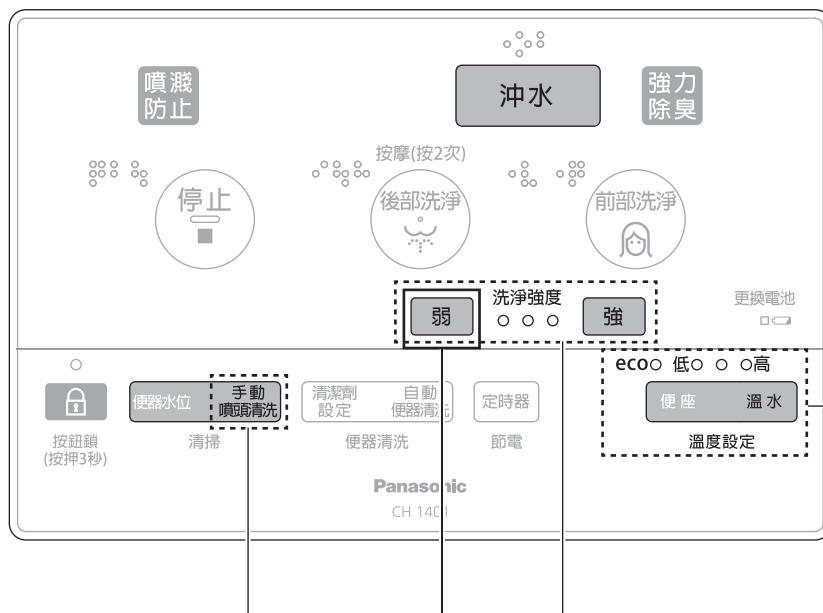 噴濺
防止
沖水
強力
除臭
按摩(按2次)
停止
後部洗淨
前部洗淨
洗淨強度
弱
強
更換電池
eco 低 高
便器水位
手動
噴頭清洗
清潔劑
設定
自動
便器清洗
定時器
便座
溫水
按鈕鎖
(按押3秒)
清掃
便器清洗
節電
溫度設定
Panasonic
CH 1401